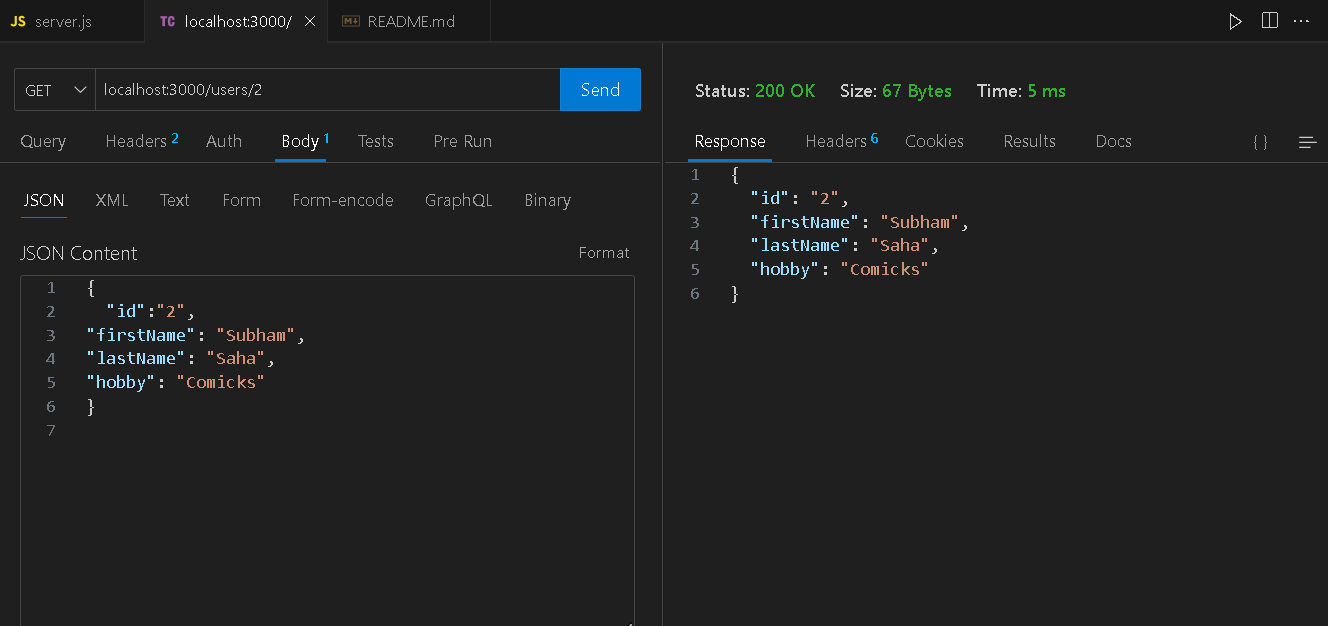 JS server.js TC localhost:3000/ × M↓ README.md ···
GET localhost:3000/users/2 Send
Query Headers 2 Auth Body 1 Tests Pre Run
JSON XML Text Form Form-encode GraphQL Binary
JSON Content Format
1 {
2 "id":"2",
3 "firstName": "Subham",
4 "lastName": "Saha",
5 "hobby": "Comicks"
6 }
7
Status: 200 OK Size: 67 Bytes Time: 5 ms
Response Headers 6 Cookies Results Docs { }
1 {
2 "id": "2",
3 "firstName": "Subham",
4 "lastName": "Saha",
5 "hobby": "Comicks"
6 }